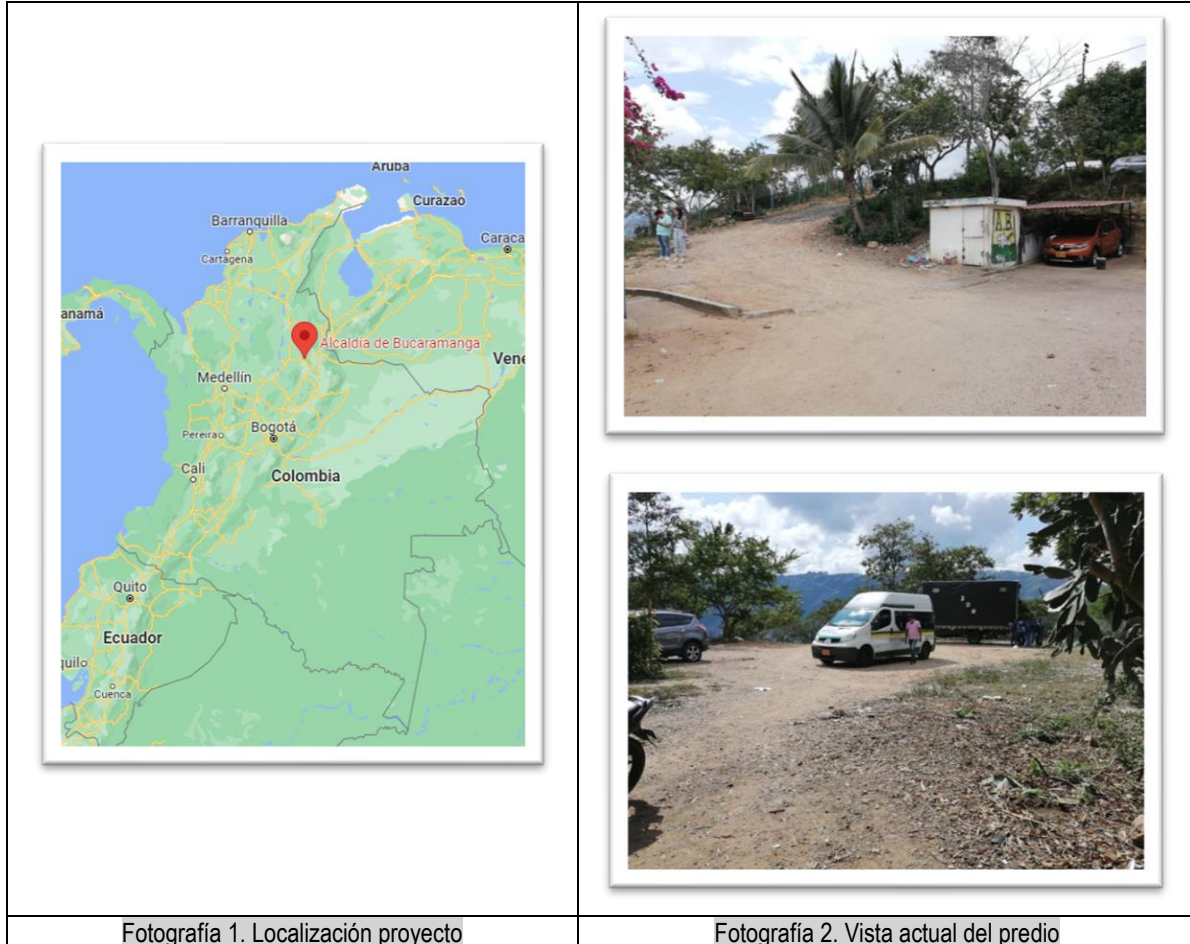 Aruba
Curazao
Barranquilla
Caraca
Cartagena
anamá
Alcaldía de Bucaramanga
Vene
Medellín
Bogotá
Pereira
Cali
Colombia
Quito
Ecuador
quil
Cuenca
A.B
Fotografía 1. Localización proyecto
Fotografía 2. Vista actual del predio